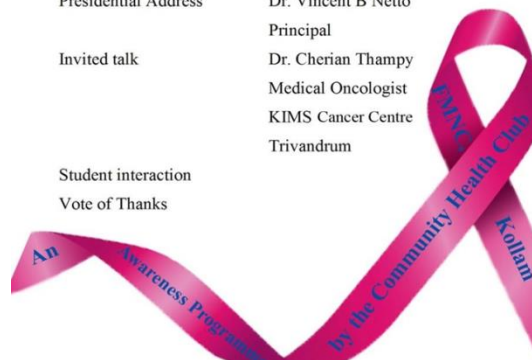 Presidential Address Dr. Vincent B Netto
Principal
Invited talk Dr. Cherian Thampy
Medical Oncologist
KIMS Cancer Centre
Trivandrum
Student interaction
Vote of Thanks
An
Awareness Programme
by the Community Health Club
FMNC
Kollam